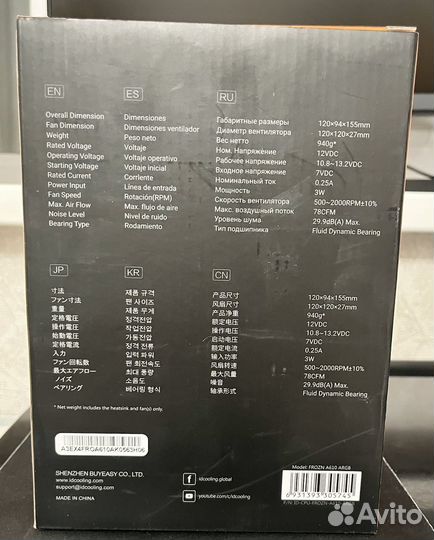 EN
Overall Dimension
Fan Dimension
Weight
Rated Voltage
Operating Voltage
Starting Voltage
Rated Current
Power Input
Fan Speed
Max. Air Flow
Noise Level
Bearing Type
ES
Dimensiones
Dimensiones ventilador
Peso neto
Voltaje
Voltaje operativo
Voltaje inicial
Corriente
Línea de entrada
Rotación(RPM)
Max. flujo de aire
Nivel de ruido
Rodamiento
RU
Габаритные размеры 120×94×155mm
Диаметр вентилятора 120×120×27mm
Вес нетто 940g*
Ном. Напряжение 12VDC
Рабочее напряжение 10.8~13.2VDC
Входное напряжение 7VDC
Номинальный ток 0.25A
Мощность 3W
Скорость вентилятора 500~2000RPM±10%
Макс. воздушный поток 78CFM
Уровень шума 29.9dB(A) Max.
Тип подшипника Fluid Dynamic Bearing
JP
寸法
ファン寸法
重量
定格電圧
操作電圧
始動電圧
定格電流
入力
ファン回転数
最大エアフロー
ノイズ
ベアリング
KR
제품 규격
팬 사이즈
제품 무게
정격전압
작업전압
가동전압
정격 전류
입력 파워
팬 회전속도
최대 풍량
소음도
베어링 형식
CN
产品尺寸 120×94×155mm
风扇尺寸 120×120×27mm
产品净重 940g*
额定电压 12VDC
操作电压 10.8~13.2VDC
启动电压 7VDC
额定电流 0.25A
输入功率 3W
风扇转速 500~2000RPM±10%
最大风量 78CFM
噪音 29.9dB(A) Max.
轴承形式 Fluid Dynamic Bearing
* Net weight includes the heatsink and fan(s) only.
A3EX4FROA610AK0563H06
SHENZHEN BUYEASY CO., LTD.
www.idcooling.com
support@idcooling.com
MADE IN CHINA
idcooling.global
youtube.com/c/idcooling
Model: FROZN A610 ARGB
6 931393 305745
Avito